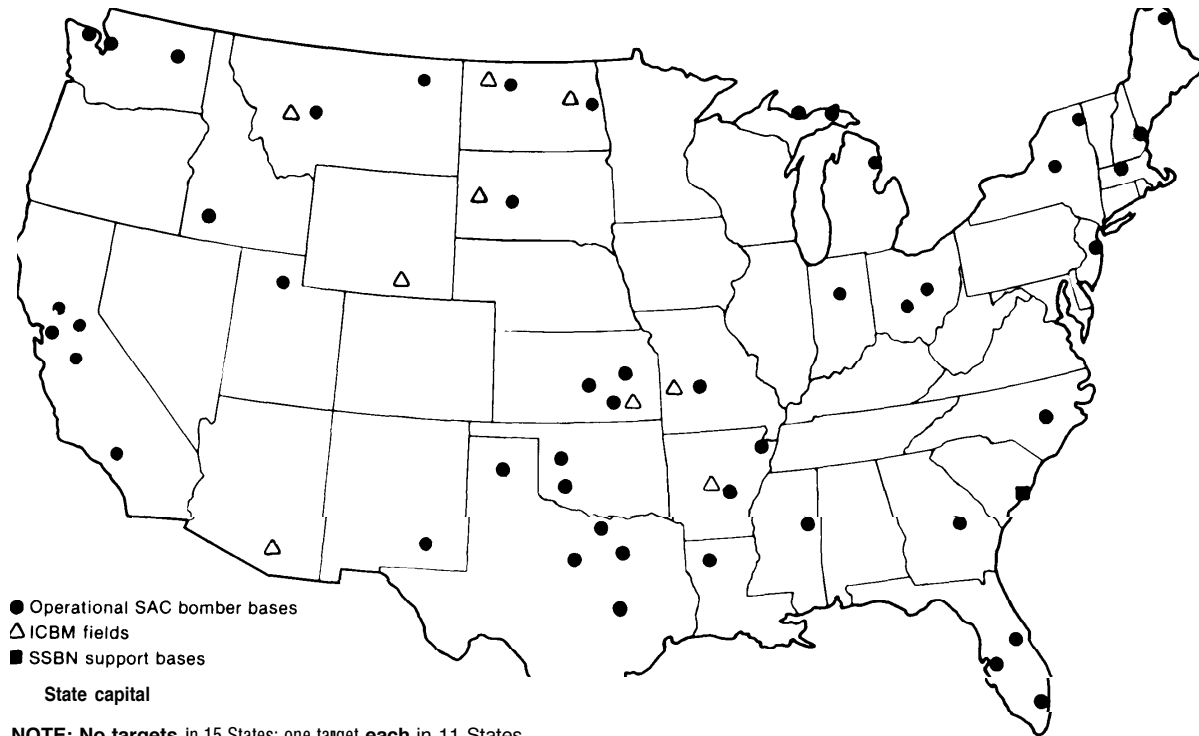 Operational SAC bomber bases
ICBM fields
SSBN support bases
State capital
NOTE: No targets in 15 States; one target each in 11 States